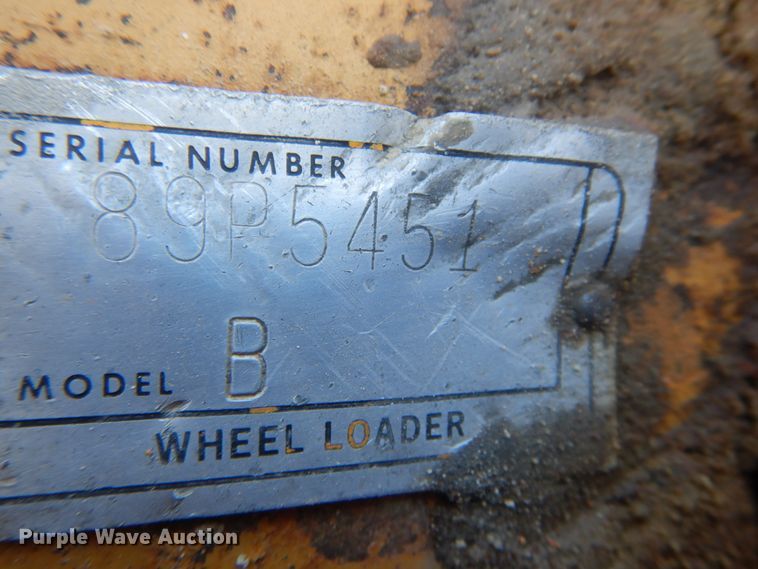 SERIAL NUMBER
89P5451
MODEL B
WHEEL LOADER
Purple Wave Auction